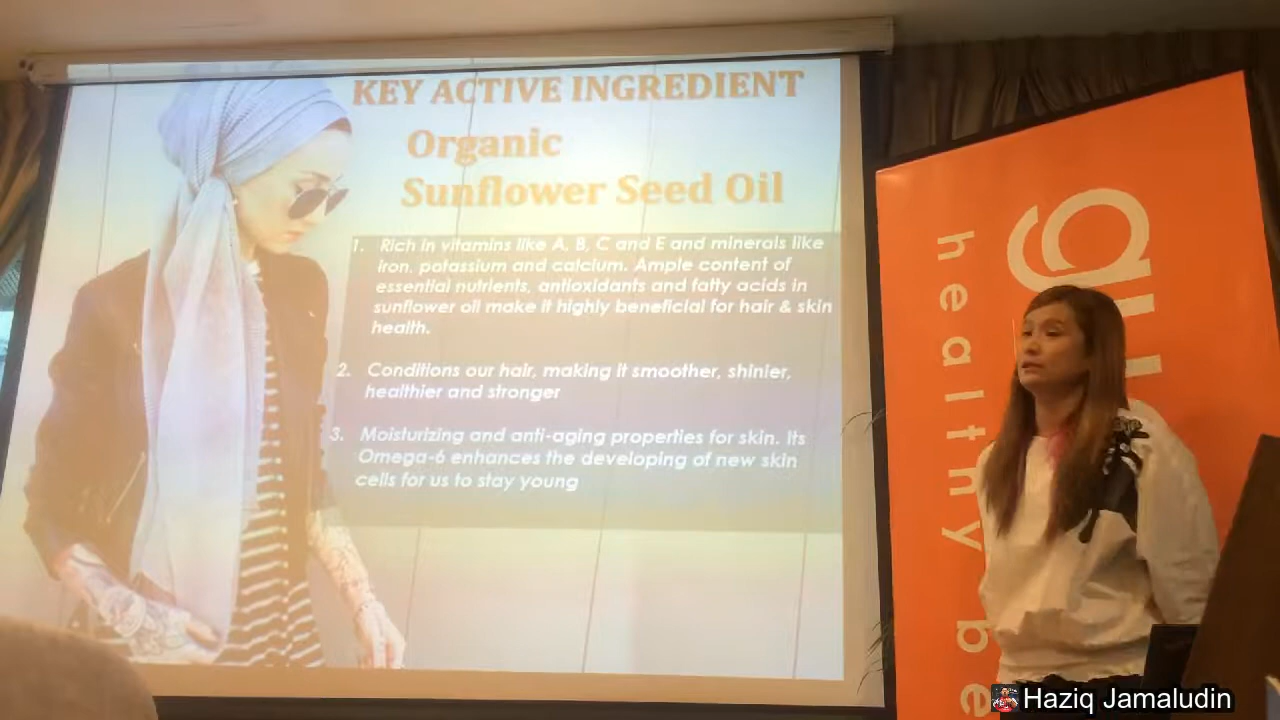 KEY ACTIVE INGREDIENT
Organic
Sunflower Seed Oil
1. Rich in vitamins like A, B, C and E and minerals like
iron, potassium and calcium. Ample content of
essential nutrients, antioxidants and fatty acids in
sunflower oil make it highly beneficial for hair & skin
health.
2. Conditions our hair, making it smoother, shinier,
healthier and stronger
3. Moisturizing and anti-aging properties for skin. Its
Omega-6 enhances the developing of new skin
cells for us to stay young
healthy be
Haziq Jamaludin